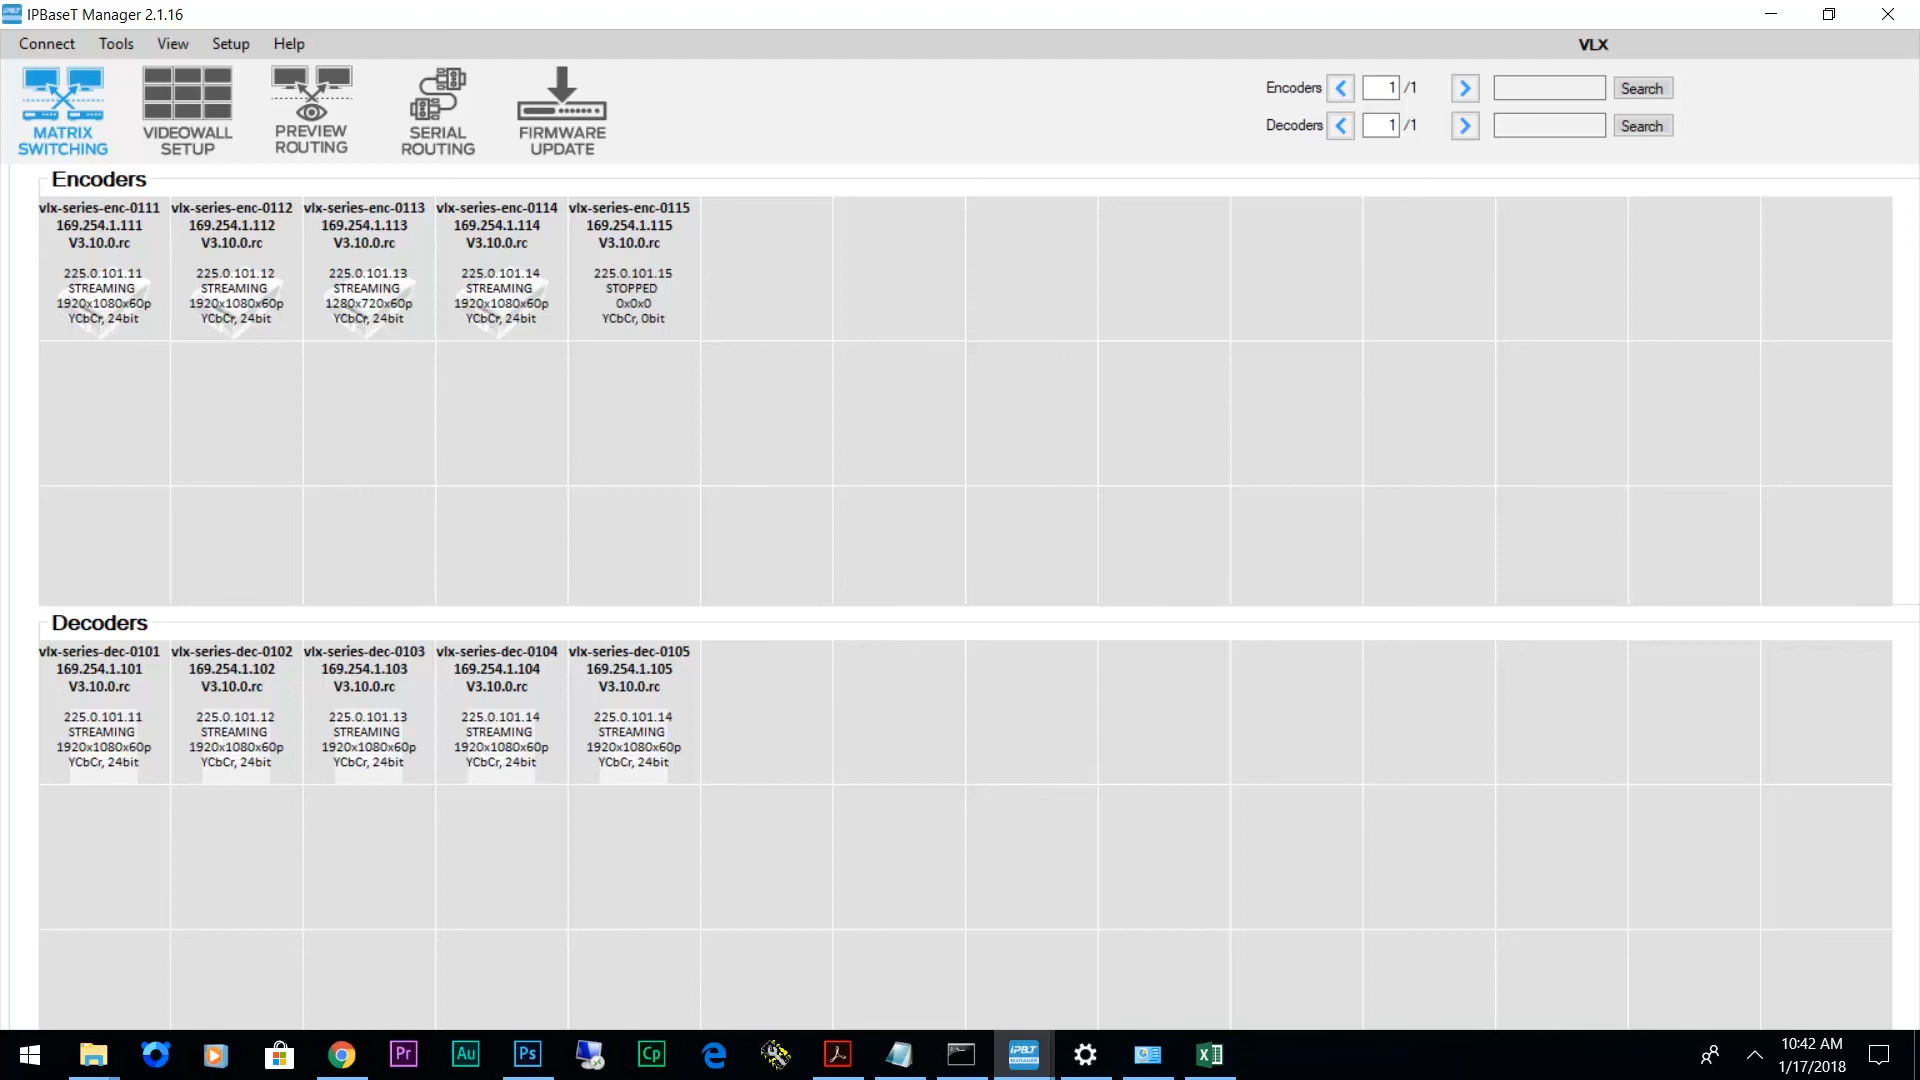 IPBaseT Manager 2.1.16
Connect Tools View Setup Help VLX
MATRIX SWITCHING
VIDEOWALL SETUP
PREVIEW ROUTING
SERIAL ROUTING
FIRMWARE UPDATE
Encoders 1 /1 Search
Decoders 1 /1 Search
Encoders
vlx-series-enc-0111 vlx-series-enc-0112 vlx-series-enc-0113 vlx-series-enc-0114 vlx-series-enc-0115
169.254.1.111 169.254.1.112 169.254.1.113 169.254.1.114 169.254.1.115
V3.10.0.rc V3.10.0.rc V3.10.0.rc V3.10.0.rc V3.10.0.rc
225.0.101.11 225.0.101.12 225.0.101.13 225.0.101.14 225.0.101.15
STREAMING STREAMING STREAMING STREAMING STOPPED
1920x1080x60p 1920x1080x60p 1280x720x60p 1920x1080x60p 0x0x0
YCbCr, 24bit YCbCr, 24bit YCbCr, 24bit YCbCr, 24bit YCbCr, 0bit
Decoders
vlx-series-dec-0101 vlx-series-dec-0102 vlx-series-dec-0103 vlx-series-dec-0104 vlx-series-dec-0105
169.254.1.101 169.254.1.102 169.254.1.103 169.254.1.104 169.254.1.105
V3.10.0.rc V3.10.0.rc V3.10.0.rc V3.10.0.rc V3.10.0.rc
225.0.101.11 225.0.101.12 225.0.101.13 225.0.101.14 225.0.101.14
STREAMING STREAMING STREAMING STREAMING STREAMING
1920x1080x60p 1920x1080x60p 1920x1080x60p 1920x1080x60p 1920x1080x60p
YCbCr, 24bit YCbCr, 24bit YCbCr, 24bit YCbCr, 24bit YCbCr, 24bit
Pr Au Ps Cp IPBT MANAGER
10:42 AM
1/17/2018